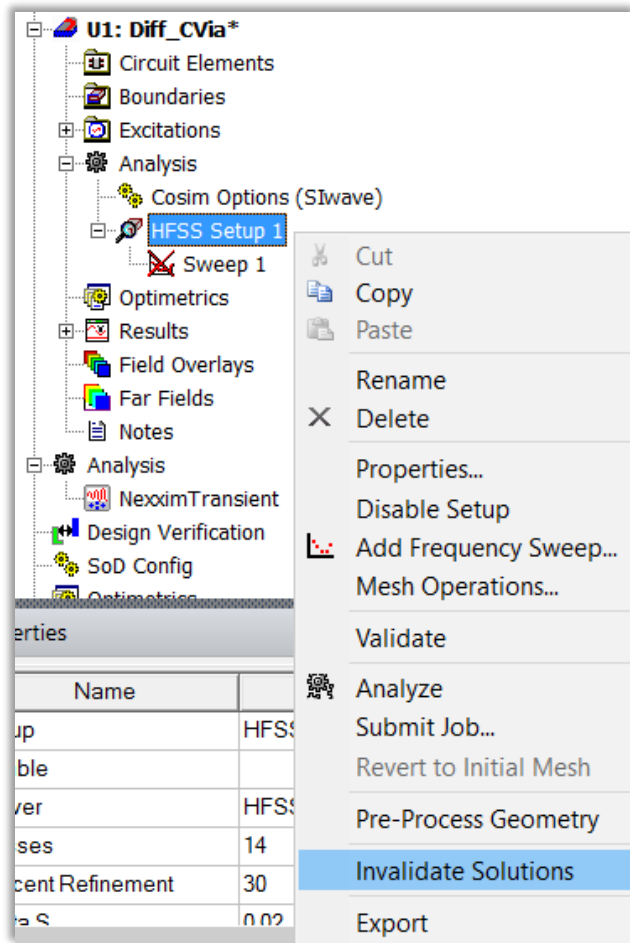 U1: Diff_CVia*
Circuit Elements
Boundaries
Excitations
Analysis
Cosim Options (SIwave)
HFSS Setup 1
Sweep 1
Optimetrics
Results
Field Overlays
Far Fields
Notes
Analysis
NexximTransient
Design Verification
SoD Config
Optimetrics
Cut
Copy
Paste
Rename
Delete
Properties...
Disable Setup
Add Frequency Sweep...
Mesh Operations...
Validate
Analyze
Submit Job...
Revert to Initial Mesh
Pre-Process Geometry
Invalidate Solutions
Export
erties
Name
up HFSS
ble
ver HFSS
ses 14
cent Refinement 30
ta S 0.02